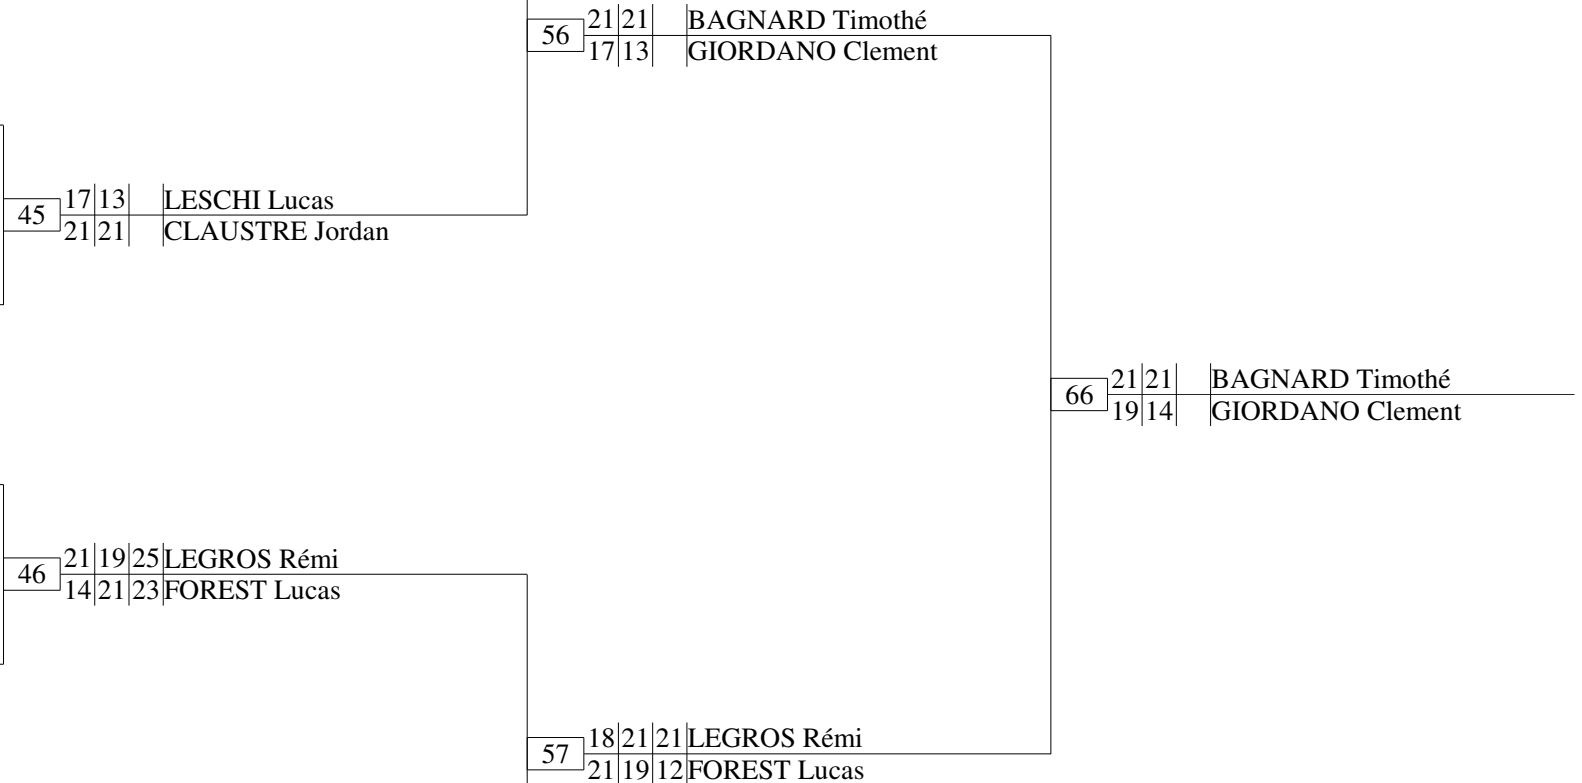 56 21 21 BAGNARD Timothé
17 13 GIORDANO Clement
45 17 13 LESCHI Lucas
21 21 CLAUSTRE Jordan
66 21 21 BAGNARD Timothé
19 14 GIORDANO Clement
46 21 19 25 LEGROS Rémi
14 21 23 FOREST Lucas
57 18 21 21 LEGROS Rémi
21 19 12 FOREST Lucas